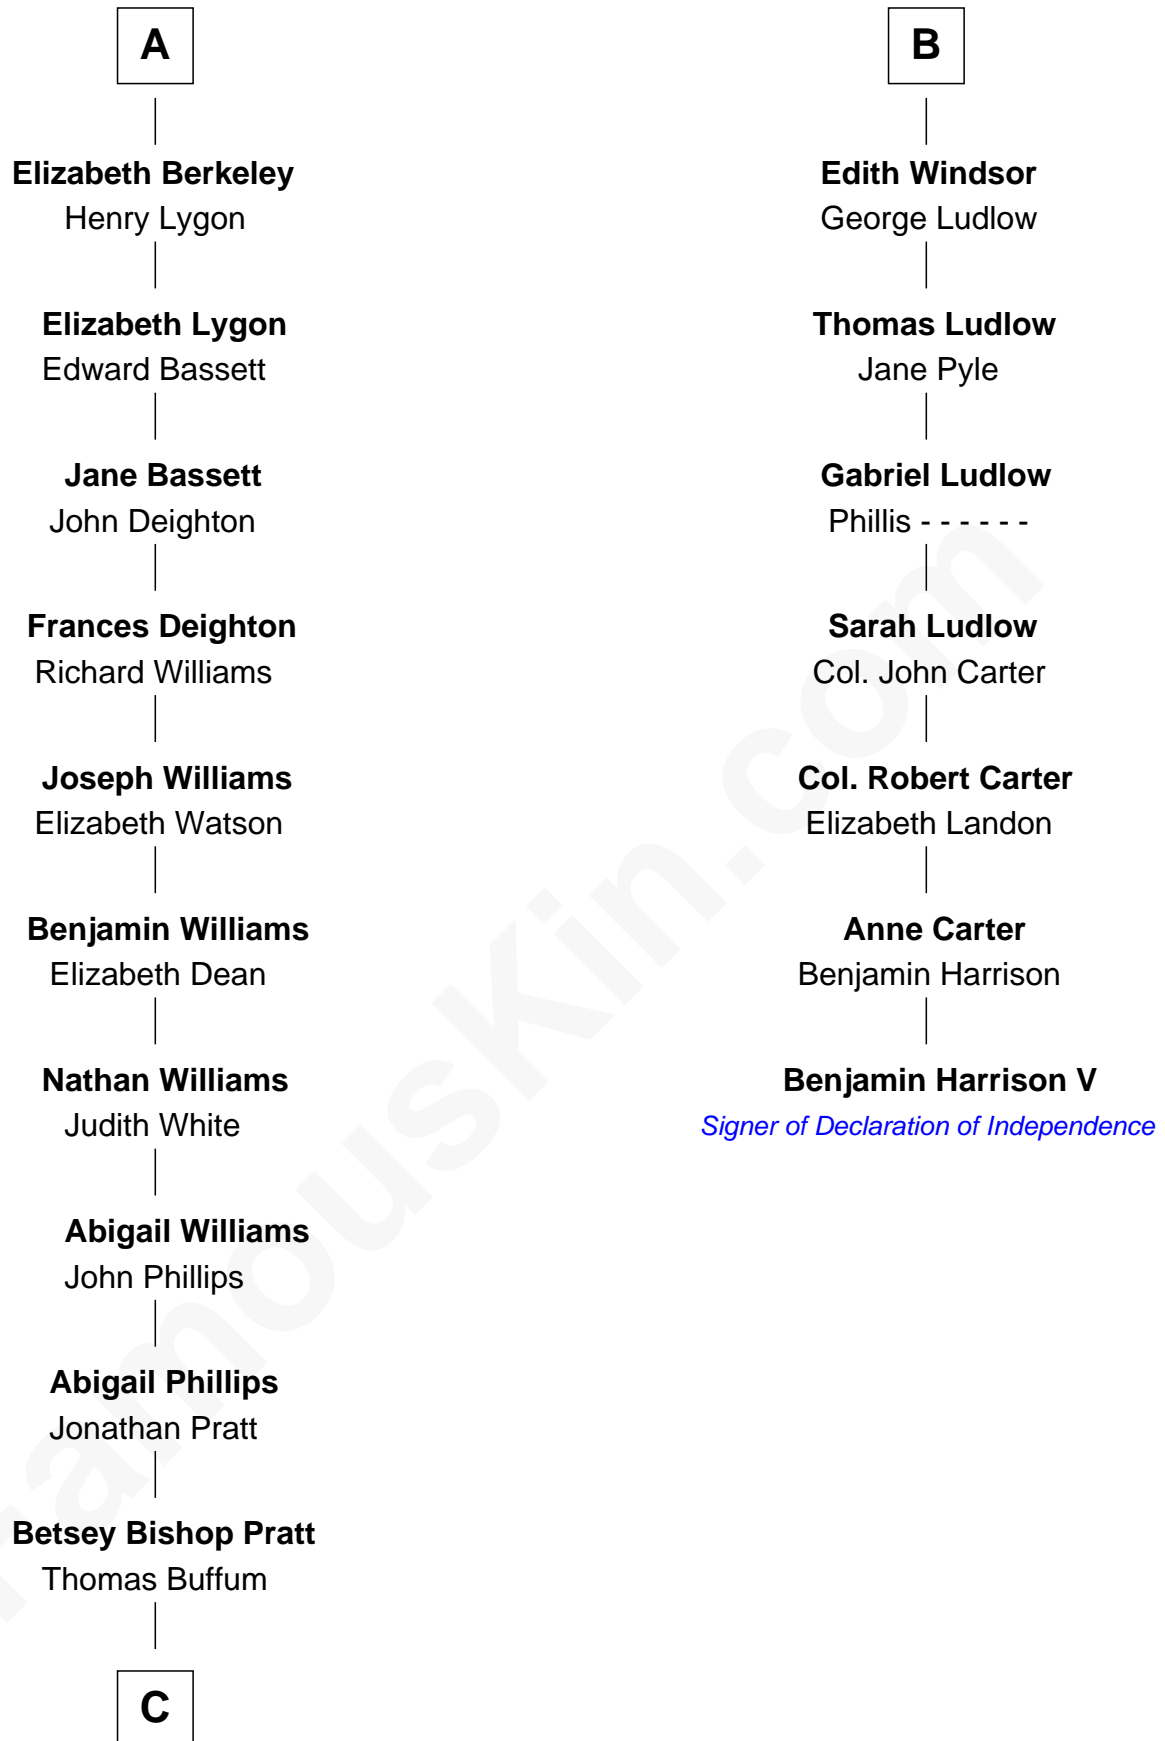 A
Elizabeth Berkeley
Henry Lygon
Elizabeth Lygon
Edward Bassett
Jane Bassett
John Deighton
Frances Deighton
Richard Williams
Joseph Williams
Elizabeth Watson
Benjamin Williams
Elizabeth Dean
Nathan Williams
Judith White
Abigail Williams
John Phillips
Abigail Phillips
Jonathan Pratt
Betsey Bishop Pratt
Thomas Buffum
C
B
Edith Windsor
George Ludlow
Thomas Ludlow
Jane Pyle
Gabriel Ludlow
Phillis - - - - - -
Sarah Ludlow
Col. John Carter
Col. Robert Carter
Elizabeth Landon
Anne Carter
Benjamin Harrison
Benjamin Harrison V
Signer of Declaration of Independence
FamousKin.com